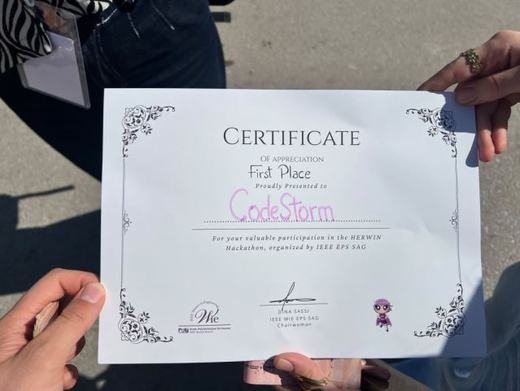 CERTIFICATE
OF APPRECIATION
First Place
Proudly Presented to
CodeStorm
For your valuable participation in the HERWIN
Hackathon, organized by IEEE EPS SAG
Wie
DINA SASSI
IEEE WIE EPS SAG
Chairwoman